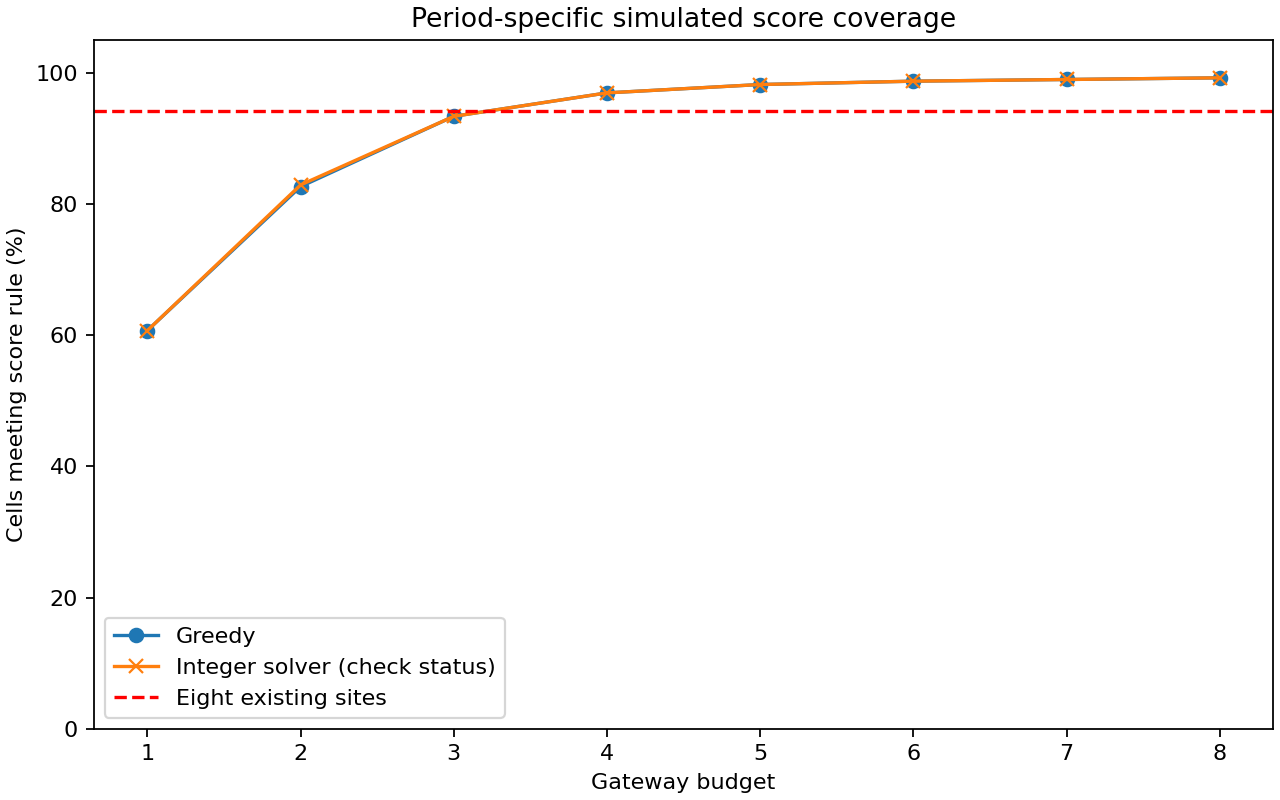 Period-specific simulated score coverage
Cells meeting score rule (%)
100
80
60
40
20
0
Greedy
Integer solver (check status)
Eight existing sites
1 2 3 4 5 6 7 8
Gateway budget